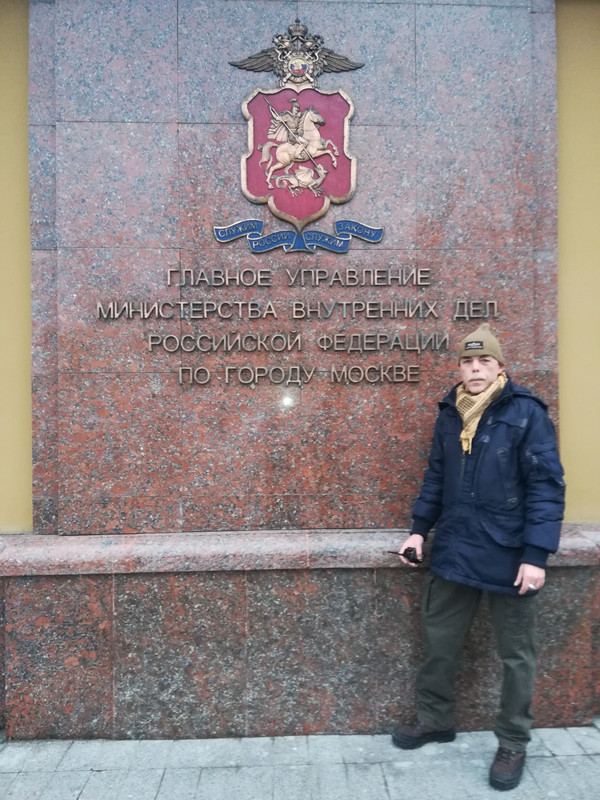 СЛУЖИМ РОССИИ СЛУЖИМ ЗАКОНУ
ГЛАВНОЕ УПРАВЛЕНИЕ
МИНИСТЕРСТВА ВНУТРЕННИХ ДЕЛ
РОССИЙСКОЙ ФЕДЕРАЦИИ
ПО ГОРОДУ МОСКВЕ